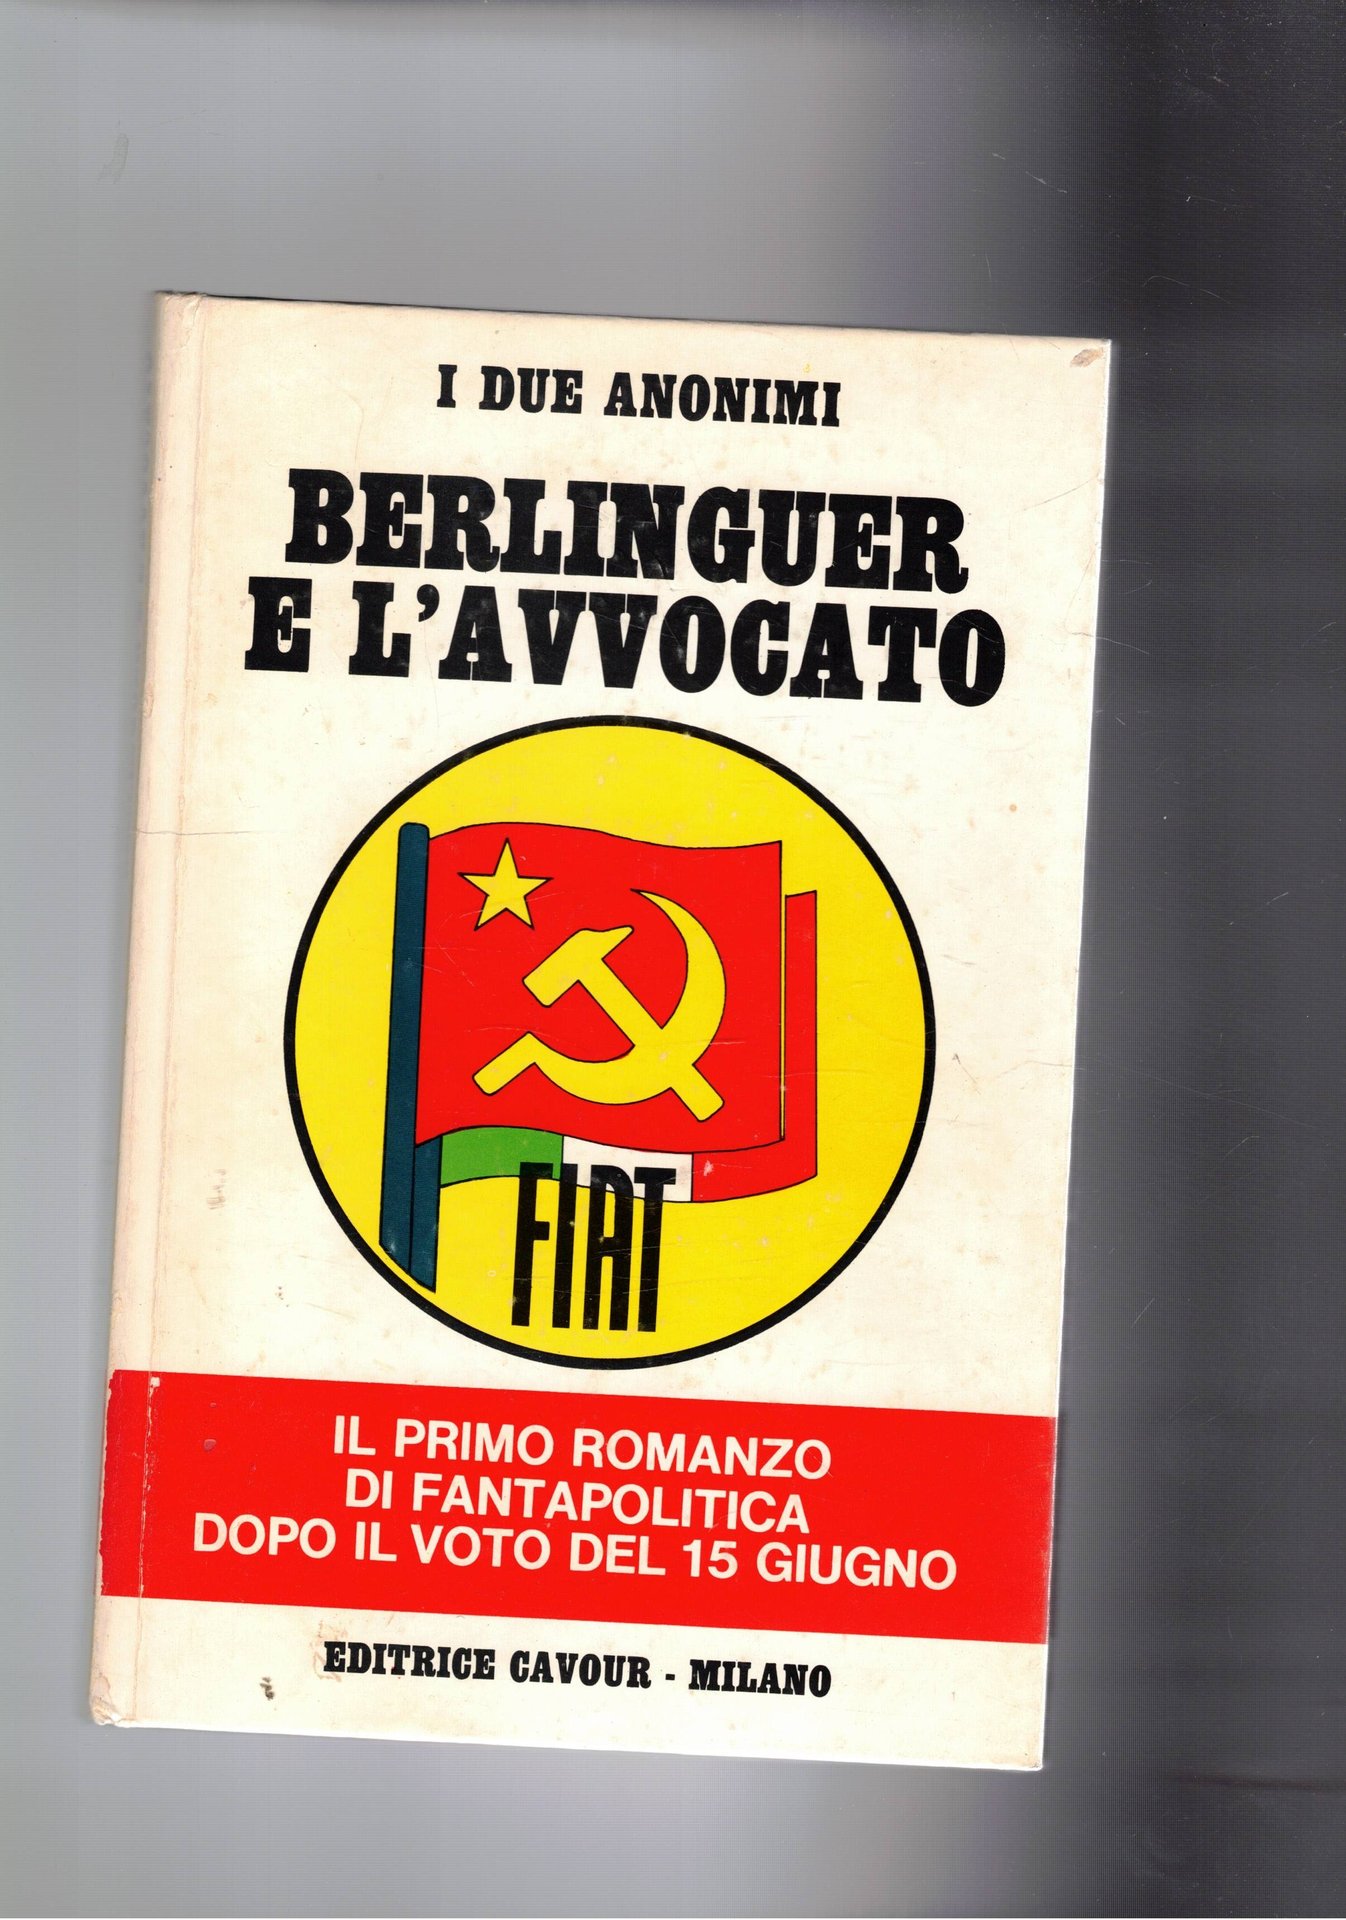 I DUE ANONIMI
BERLINGUER
E L'AVVOCATO
FIAT
IL PRIMO ROMANZO
DI FANTAPOLITICA
DOPO IL VOTO DEL 15 GIUGNO
EDITRICE CAVOUR - MILANO